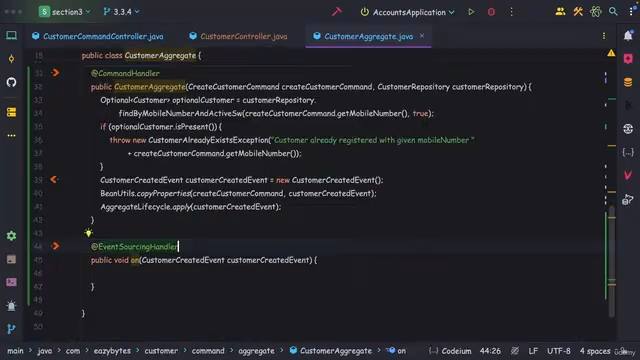 section3 3.3.4 AccountsApplication
CustomerCommandController.java CustomerController.java CustomerAggregate.java
public class CustomerAggregate {
31 @CommandHandler
32 public CustomerAggregate(CreateCustomerCommand createCustomerCommand, CustomerRepository customerRepository) {
33 Optional<Customer> optionalCustomer = customerRepository.
34 findByMobileNumberAndActiveSw(createCustomerCommand.getMobileNumber(), true);
35 if (optionalCustomer.isPresent()) {
36 throw new CustomerAlreadyExistsException("Customer already registered with given mobileNumber "
37 + createCustomerCommand.getMobileNumber());
38 }
39 CustomerCreatedEvent customerCreatedEvent = new CustomerCreatedEvent();
40 BeanUtils.copyProperties(createCustomerCommand, customerCreatedEvent);
41 AggregateLifecycle.apply(customerCreatedEvent);
42 }
43
44 @EventSourcingHandler
45 public void on(CustomerCreatedEvent customerCreatedEvent) {
46
47 }
48
49 }
50
main java com eazybytes customer command aggregate CustomerAggregate on Codeium 44:26 LF UTF-8 4 spaces